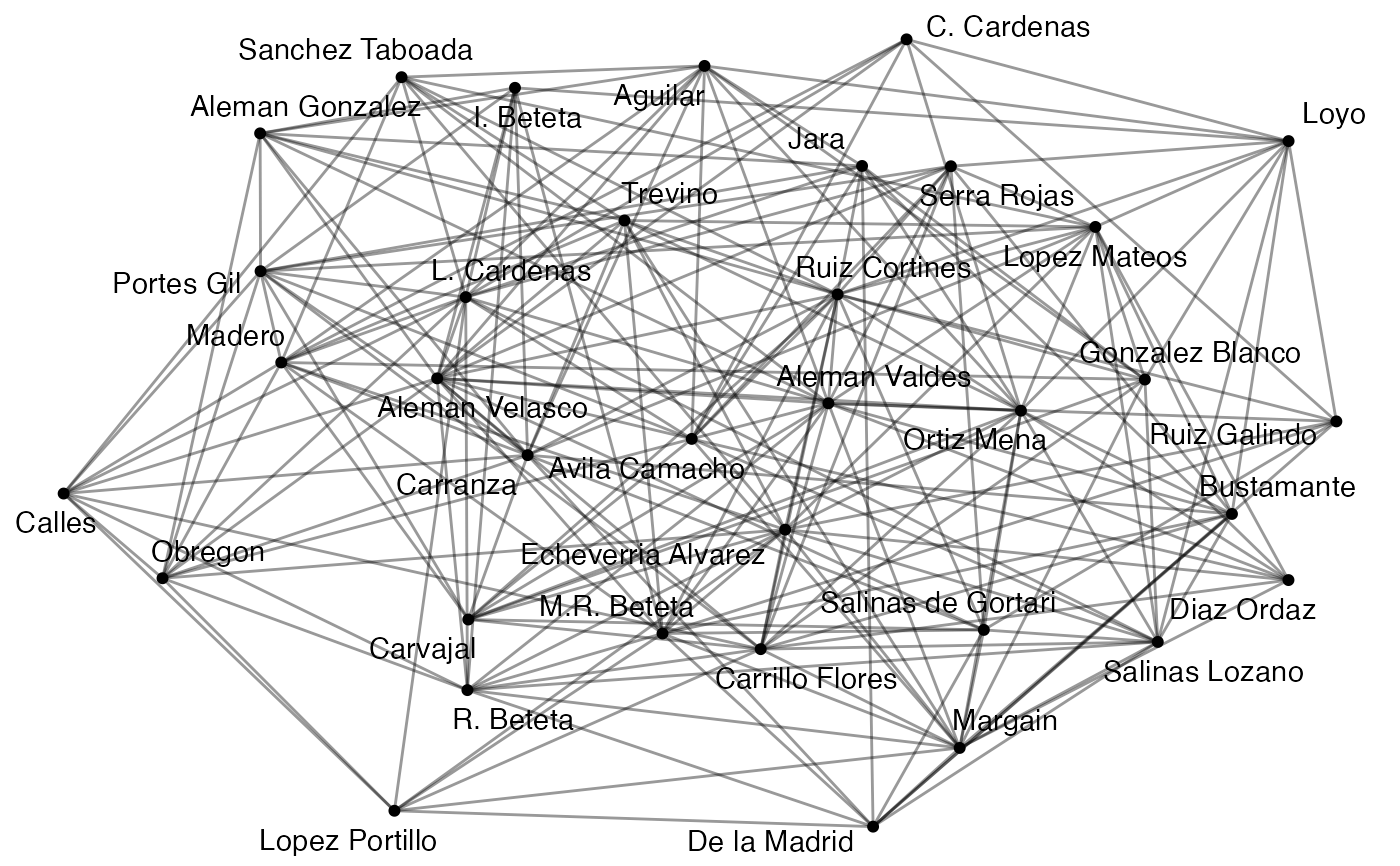 C. Cardenas
Sanchez Taboada
Aguilar
Aleman Gonzalez
I. Beteta
Loyo
Jara
Trevino
Serra Rojas
Lopez Mateos
L. Cardenas
Ruiz Cortines
Portes Gil
Madero
Gonzalez Blanco
Aleman Valdes
Aleman Velasco
Ortiz Mena
Ruiz Galindo
Avila Camacho
Carranza
Bustamante
Calles
Obregon
Echeverria Alvarez
M.R. Beteta
Salinas de Gortari
Diaz Ordaz
Carvajal
Salinas Lozano
Carrillo Flores
R. Beteta
Margain
Lopez Portillo
De la Madrid